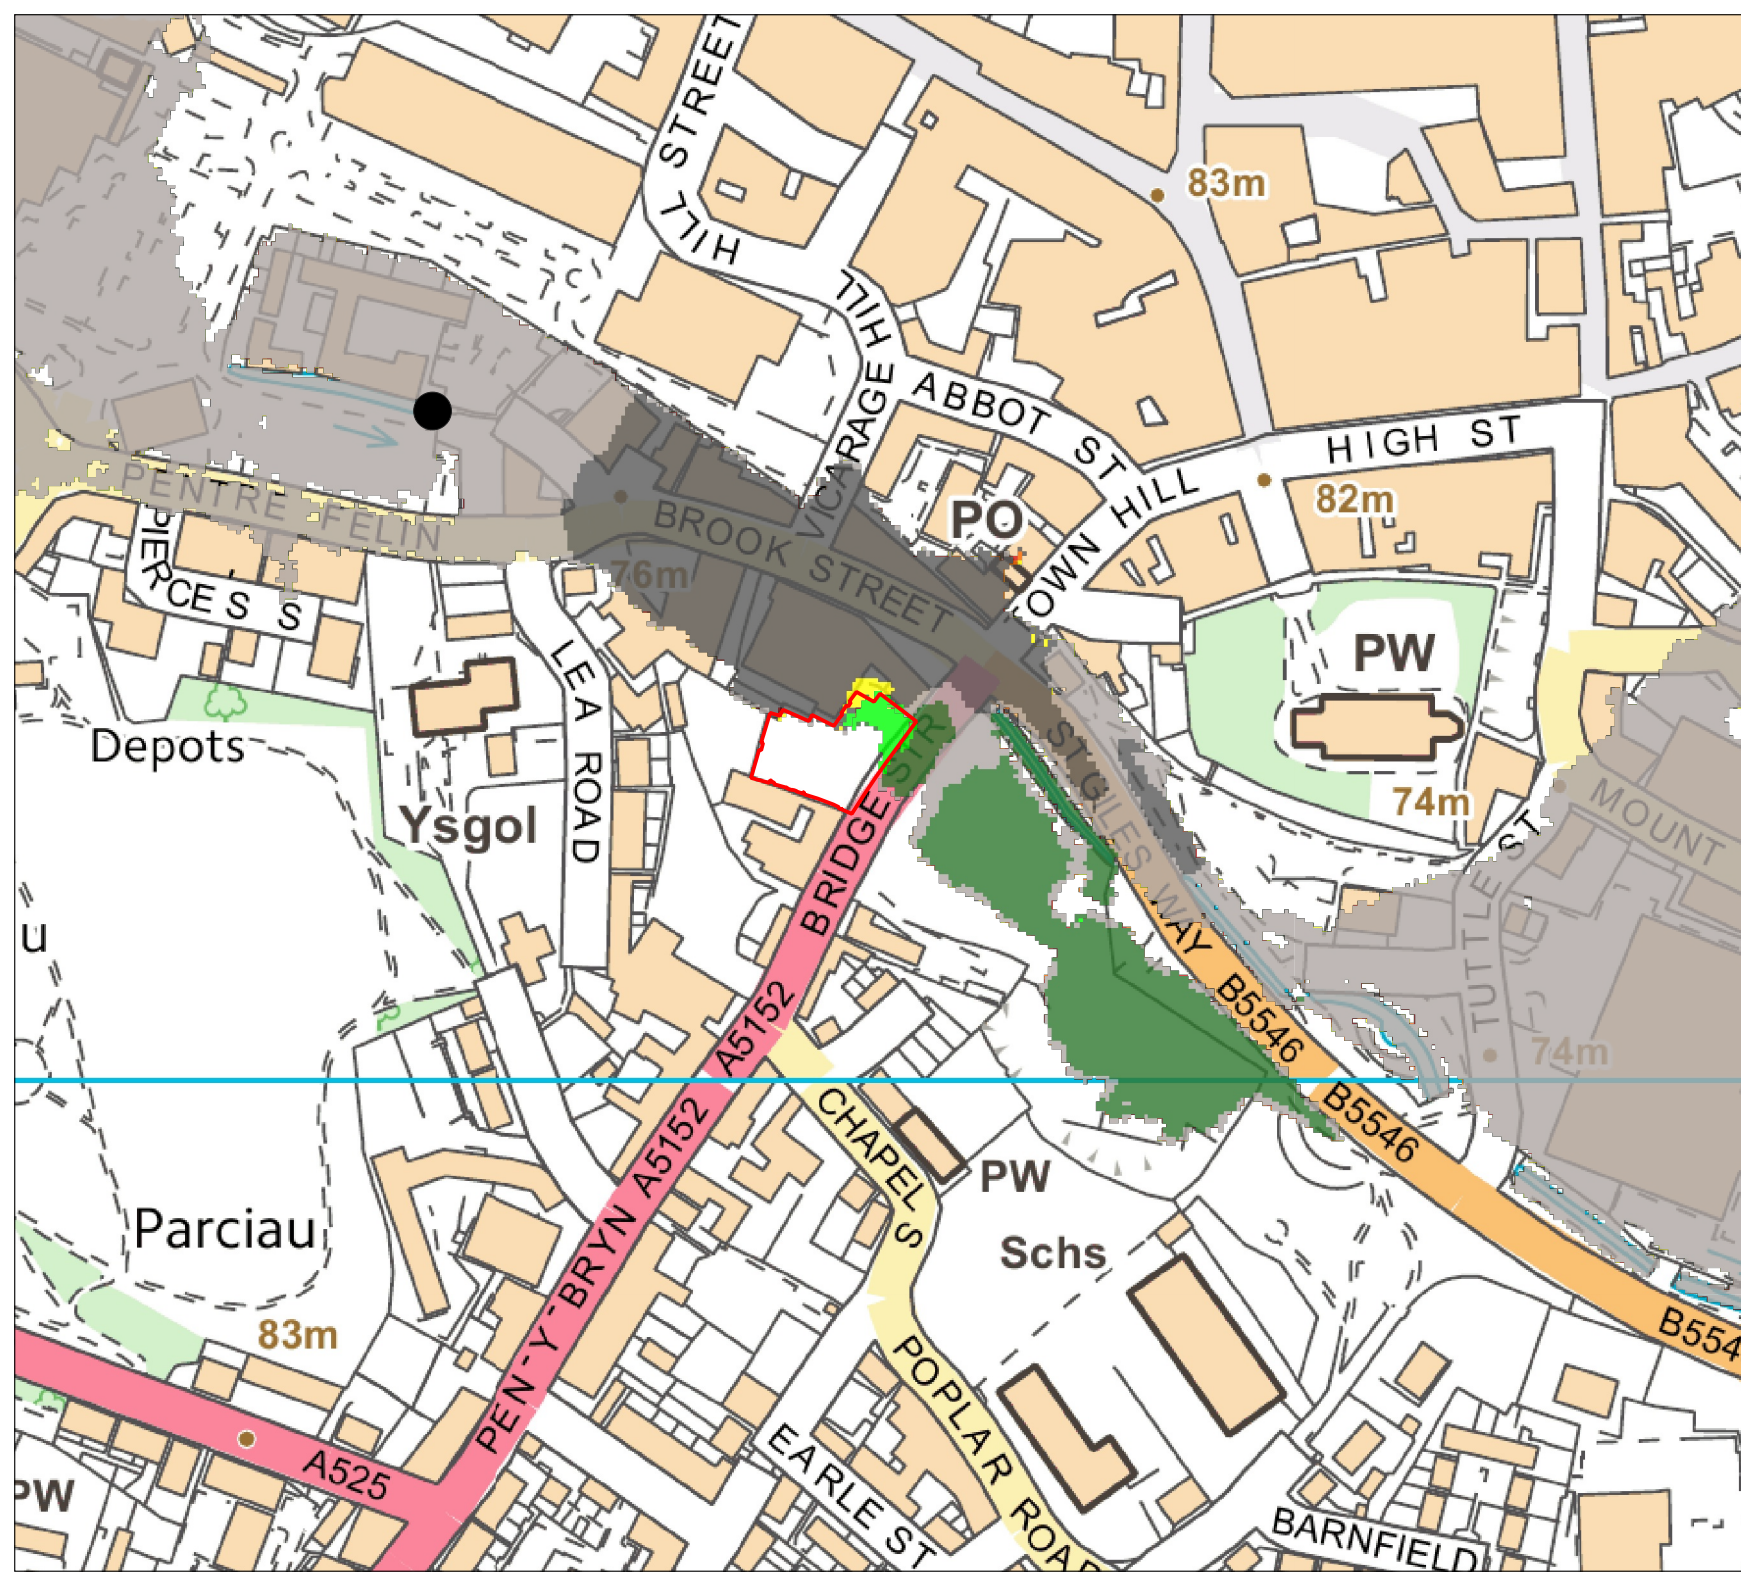 STREET
HILL
83m
VICARAGE HILL
ABBOT ST
HIGH ST
TOWN HILL
82m
PO
PENTRE FELIN
BROOK STREET
76m
PIERCE S S
PW
LEA ROAD
Depots
74m
ST GILES WAY
MOUNT
BRIDGE STR
Ysgol
TUTTLE ST
u
B5546
A5152
74m
B5546
A5152
CHAPEL S
PW
Parciau
PEN-Y-BRYN
Schs
83m
B554
POPLAR ROAD
A525
EARLE ST
PW
BARNFIELD